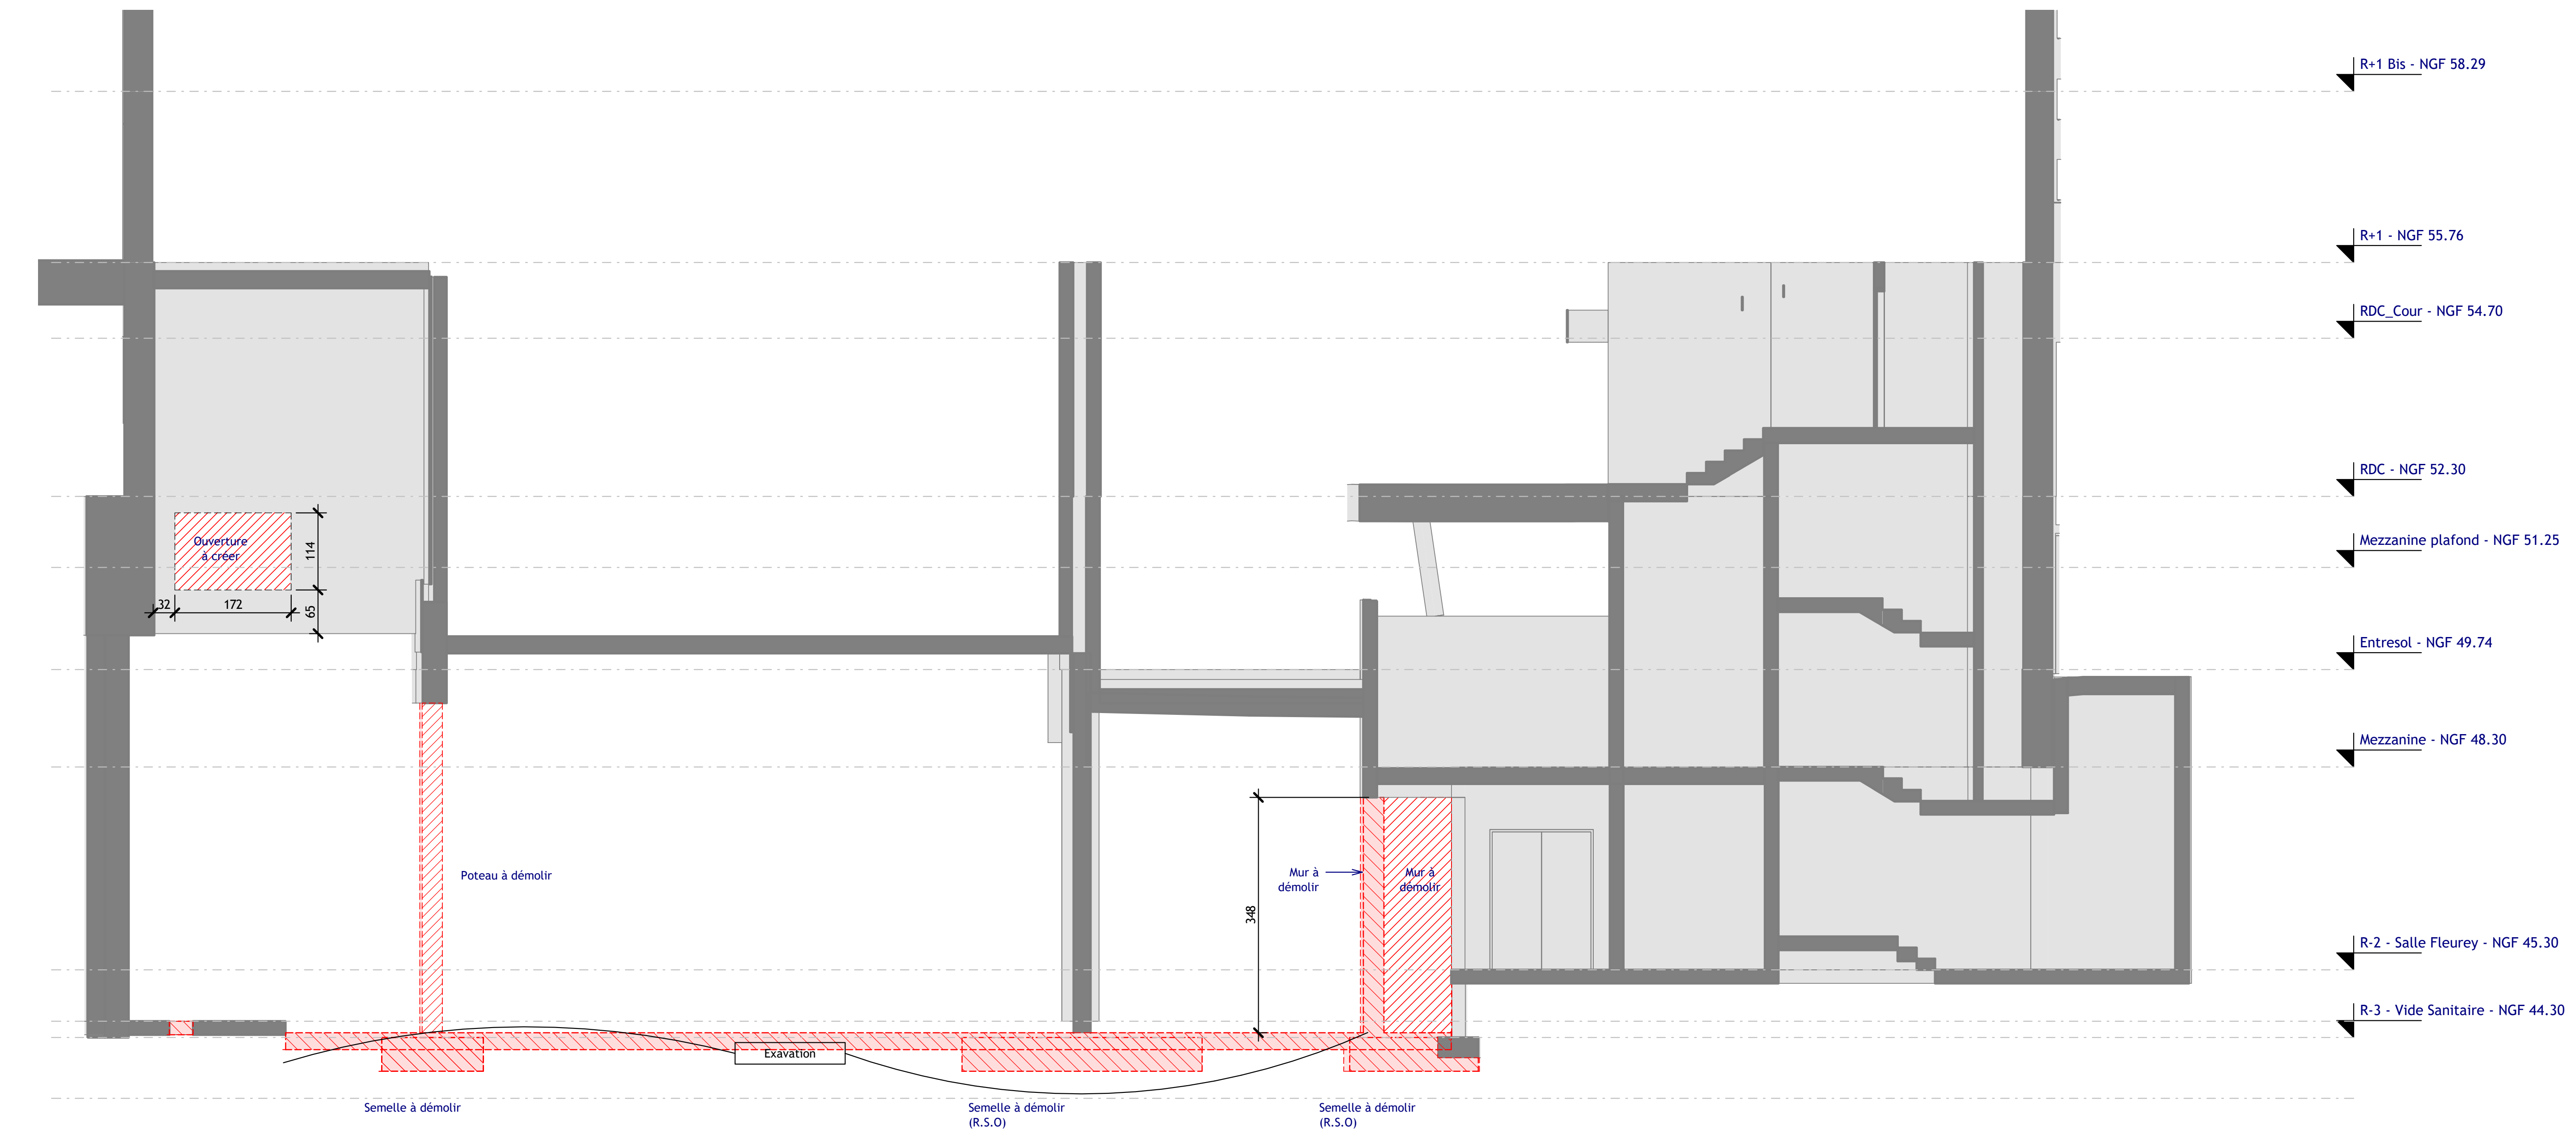 R+1 Bis - NGF 58.29
R+1 - NGF 55.76
RDC_Cour - NGF 54.70
RDC - NGF 52.30
Ouverture
à créer
114
Mezzanine plafond - NGF 51.25
32
172
65
Entresol - NGF 49.74
Mezzanine - NGF 48.30
Poteau à démolir
Mur à
démolir
Mur à
démolir
348
R-2 - Salle Fleurey - NGF 45.30
R-3 - Vide Sanitaire - NGF 44.30
Exavation
Semelle à démolir
Semelle à démolir
(R.S.O)
Semelle à démolir
(R.S.O)